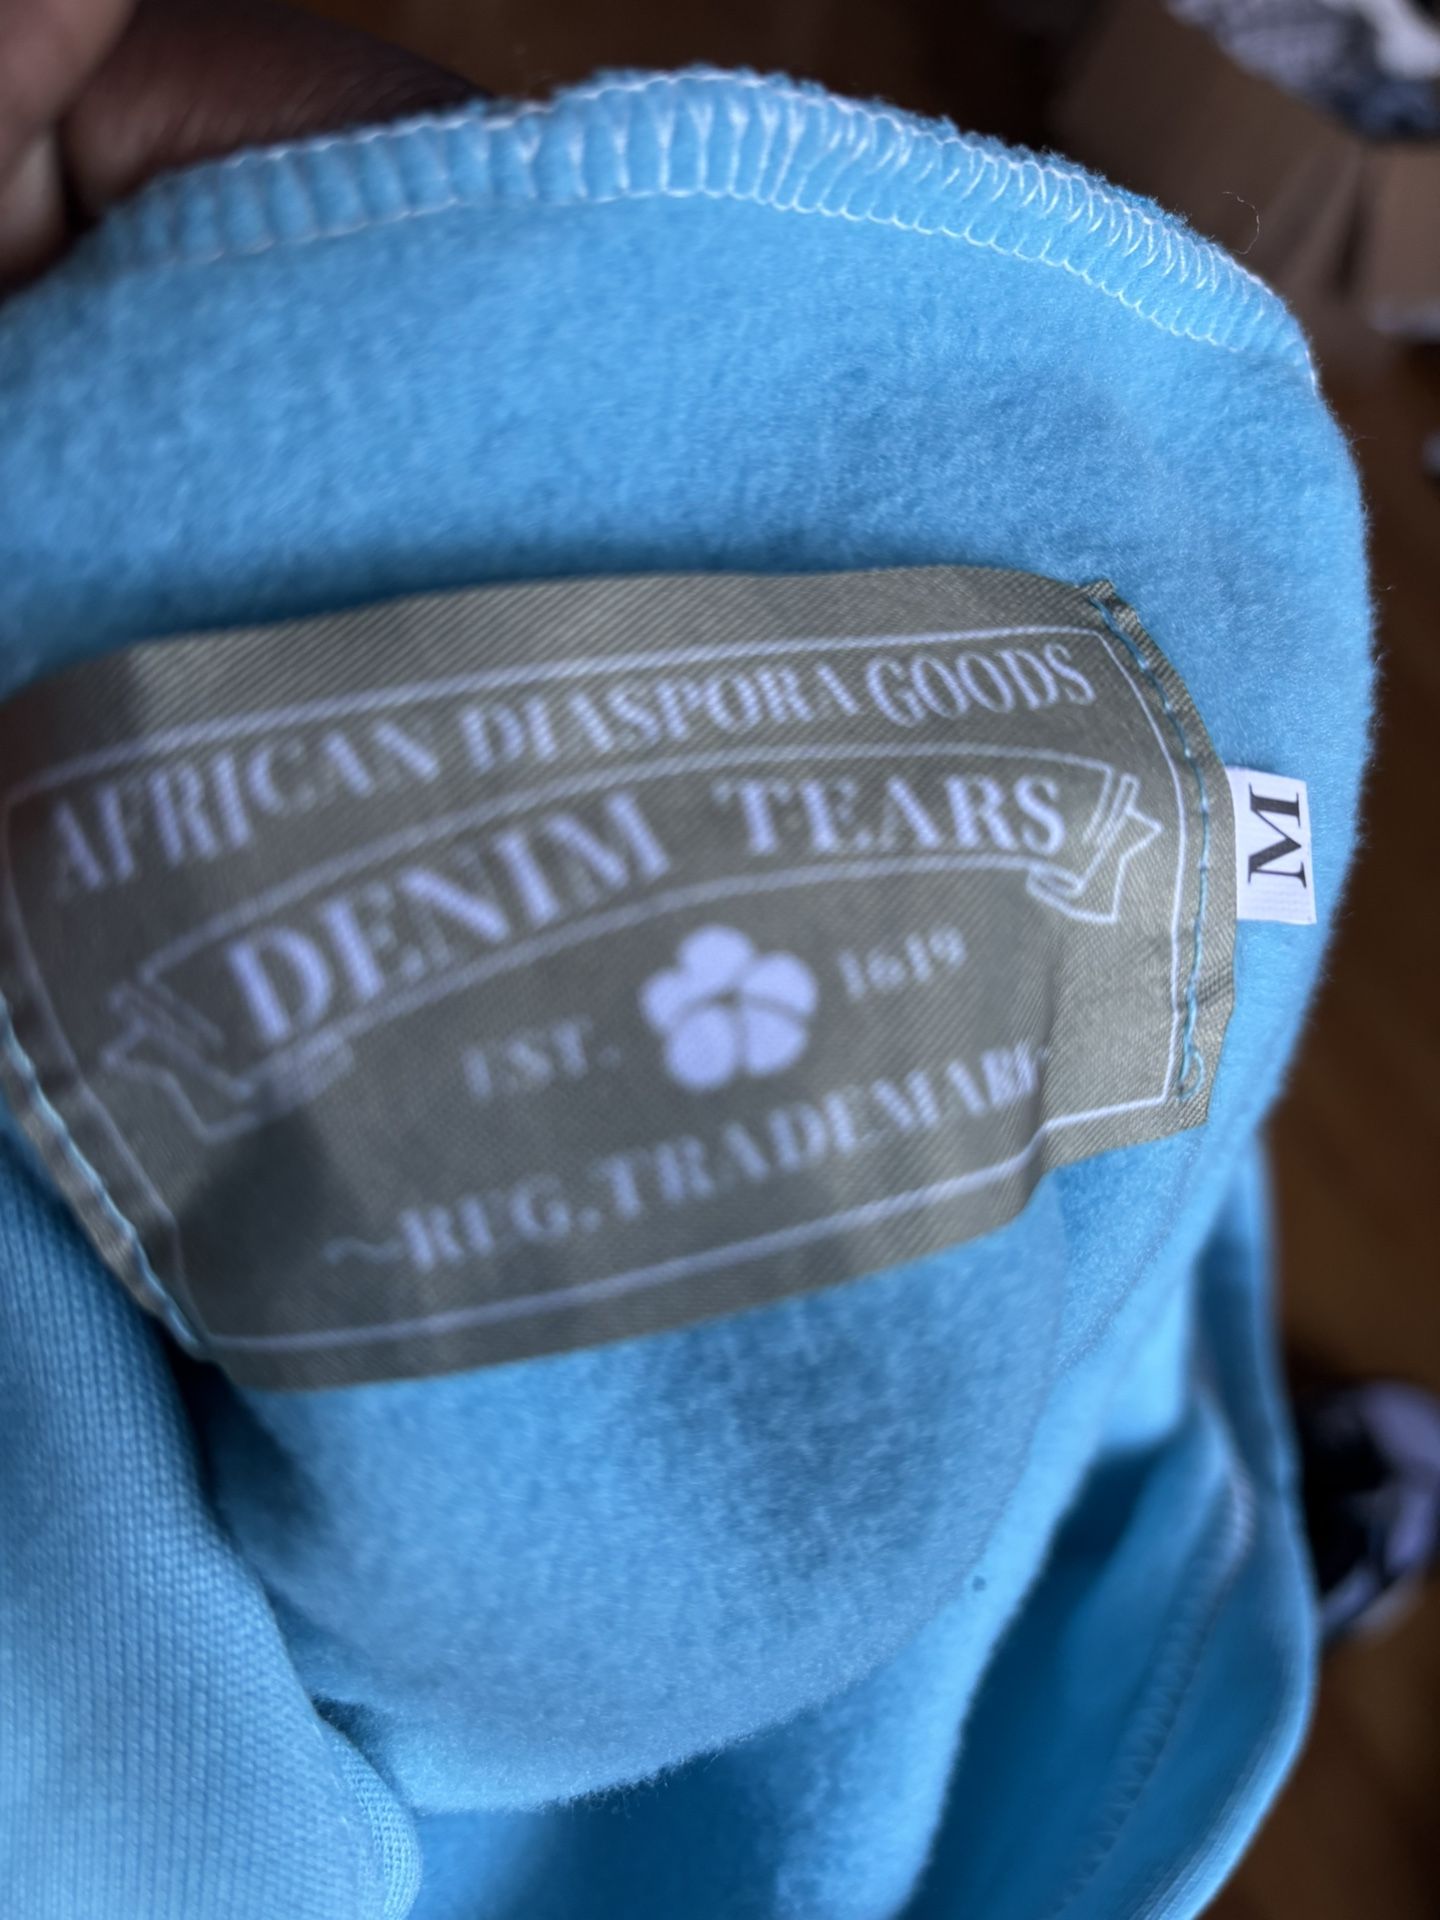 AFRICAN DIASPORA GOODS
DENIM TEARS
EST. 1619
~REG. TRADEMARK
M